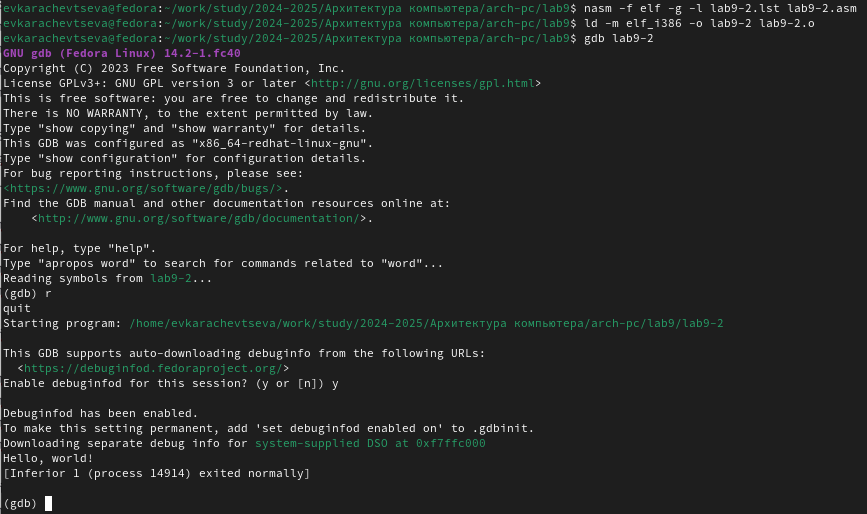 evkarachevtseva@fedora:~/work/study/2024-2025/Архитектура компьютера/arch-pc/lab9$ nasm -f elf -g -l lab9-2.lst lab9-2.asm
evkarachevtseva@fedora:~/work/study/2024-2025/Архитектура компьютера/arch-pc/lab9$ ld -m elf_i386 -o lab9-2 lab9-2.o
evkarachevtseva@fedora:~/work/study/2024-2025/Архитектура компьютера/arch-pc/lab9$ gdb lab9-2
GNU gdb (Fedora Linux) 14.2-1.fc40
Copyright (C) 2023 Free Software Foundation, Inc.
License GPLv3+: GNU GPL version 3 or later <http://gnu.org/licenses/gpl.html>
This is free software: you are free to change and redistribute it.
There is NO WARRANTY, to the extent permitted by law.
Type "show copying" and "show warranty" for details.
This GDB was configured as "x86_64-redhat-linux-gnu".
Type "show configuration" for configuration details.
For bug reporting instructions, please see:
<https://www.gnu.org/software/gdb/bugs/>.
Find the GDB manual and other documentation resources online at:
    <http://www.gnu.org/software/gdb/documentation/>.

For help, type "help".
Type "apropos word" to search for commands related to "word"...
Reading symbols from lab9-2...
(gdb) r
quit
Starting program: /home/evkarachevtseva/work/study/2024-2025/Архитектура компьютера/arch-pc/lab9/lab9-2

This GDB supports auto-downloading debuginfo from the following URLs:
  <https://debuginfod.fedoraproject.org/>
Enable debuginfod for this session? (y or [n]) y

Debuginfod has been enabled.
To make this setting permanent, add 'set debuginfod enabled on' to .gdbinit.
Downloading separate debug info for system-supplied DSO at 0xf7ffc000
Hello, world!
[Inferior 1 (process 14914) exited normally]

(gdb)